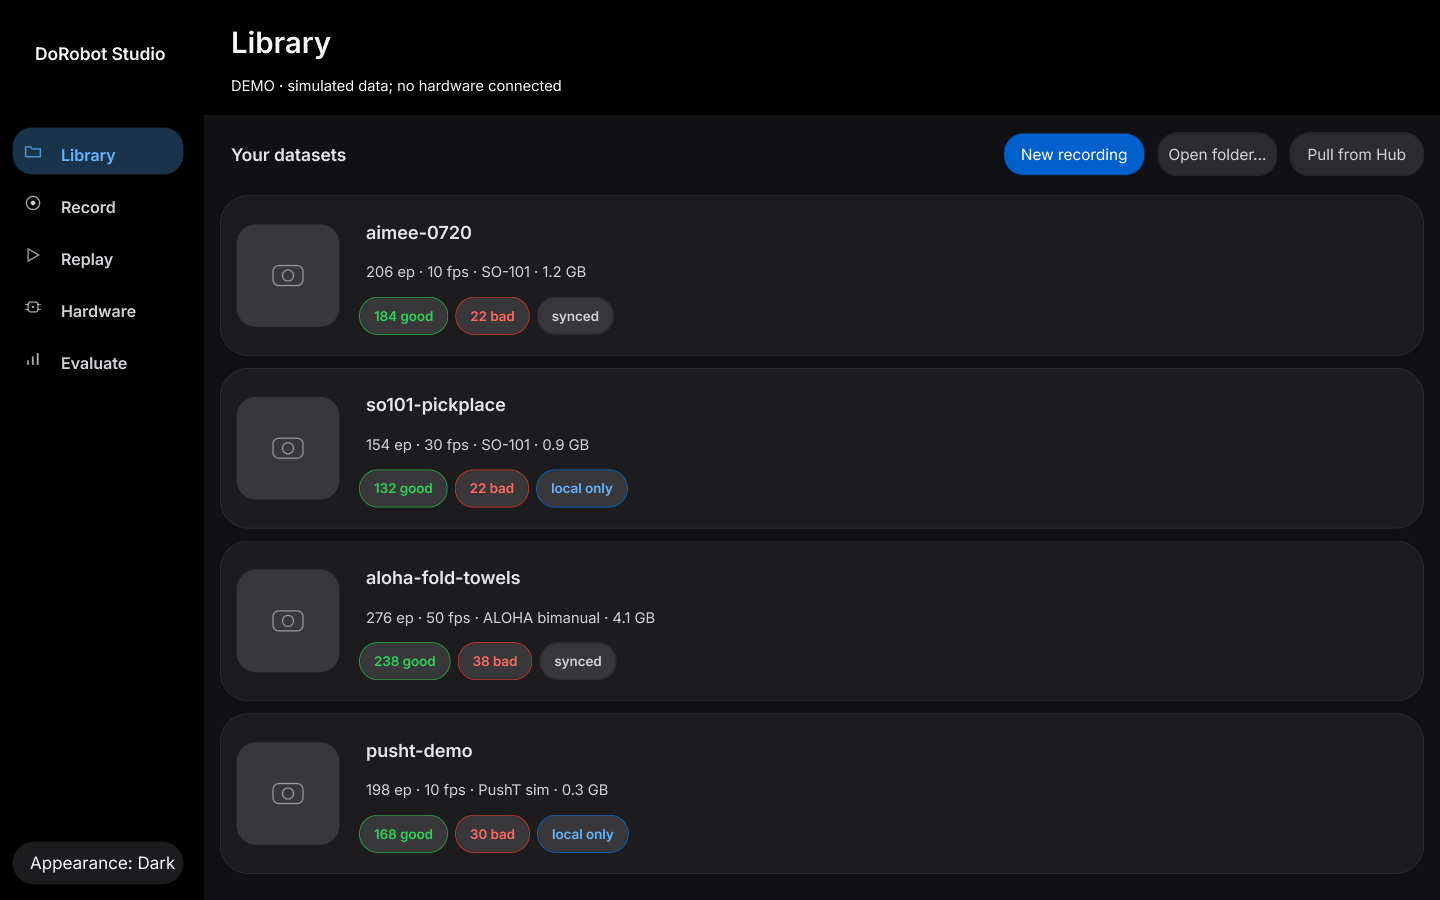 DoRobot Studio
Library
Record
Replay
Hardware
Evaluate
Appearance: Dark
Library
DEMO · simulated data; no hardware connected
Your datasets
New recording
Open folder...
Pull from Hub
aimee-0720
206 ep · 10 fps · SO-101 · 1.2 GB
184 good
22 bad
synced
so101-pickplace
154 ep · 30 fps · SO-101 · 0.9 GB
132 good
22 bad
local only
aloha-fold-towels
276 ep · 50 fps · ALOHA bimanual · 4.1 GB
238 good
38 bad
synced
pusht-demo
198 ep · 10 fps · PushT sim · 0.3 GB
168 good
30 bad
local only